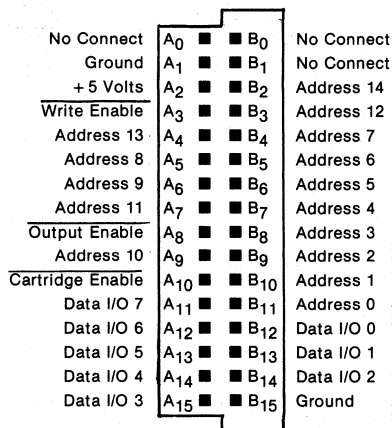 No Connect A0 B0 No Connect
Ground A1 B1 No Connect
+5 Volts A2 B2 Address 14
Write Enable A3 B3 Address 12
Address 13 A4 B4 Address 7
Address 8 A5 B5 Address 6
Address 9 A6 B6 Address 5
Address 11 A7 B7 Address 4
Output Enable A8 B8 Address 3
Address 10 A9 B9 Address 2
Cartridge Enable A10 B10 Address 1
Data I/O 7 A11 B11 Address 0
Data I/O 6 A12 B12 Data I/O 0
Data I/O 5 A13 B13 Data I/O 1
Data I/O 4 A14 B14 Data I/O 2
Data I/O 3 A15 B15 Ground